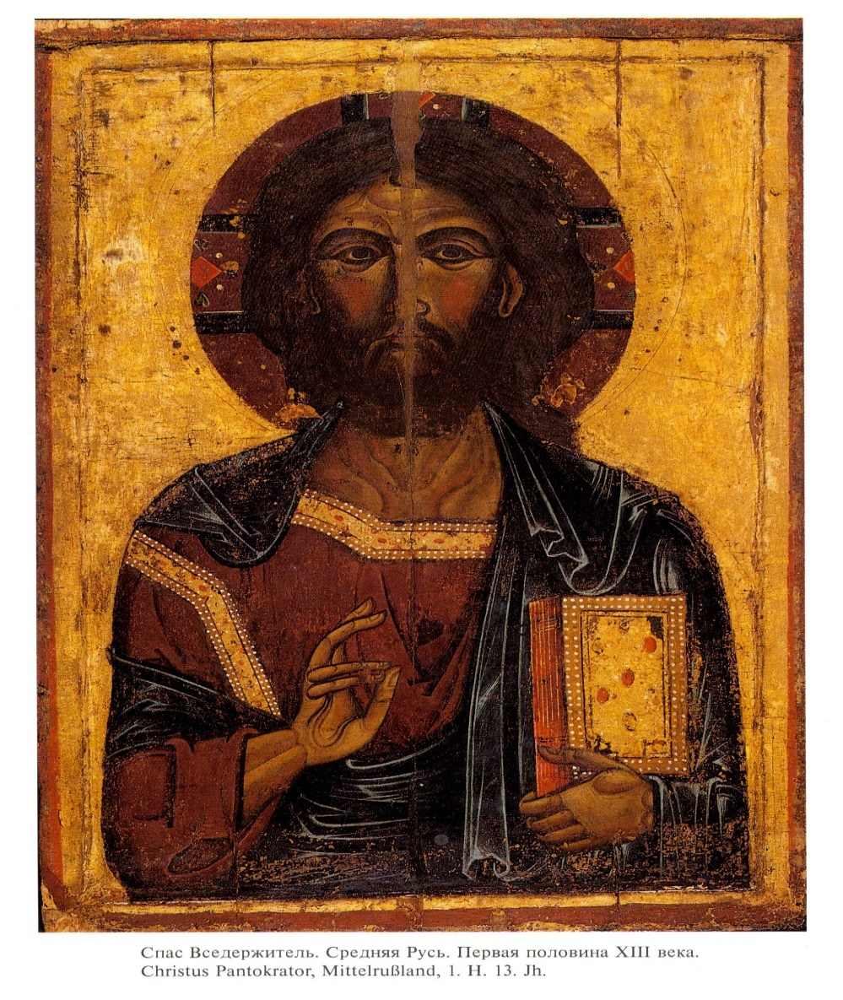 Спас Вседержитель. Средняя Русь. Первая половина XIII века.
Christus Pantokrator, Mittelrußland, 1. H. 13. Jh.